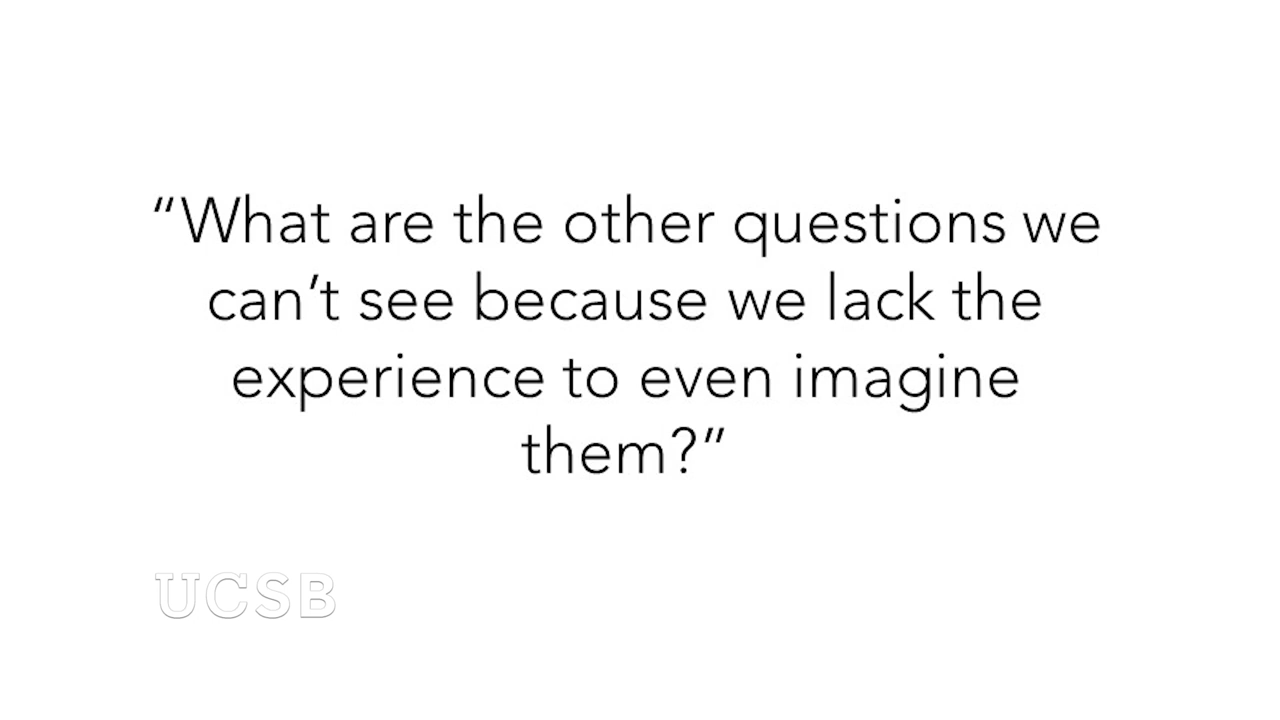 “What are the other questions we
can’t see because we lack the
experience to even imagine
them?”
UCSB